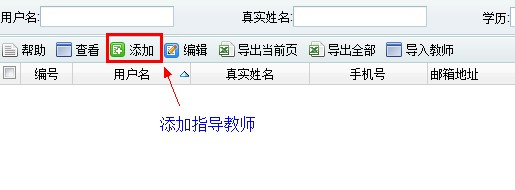 用户名: 真实姓名: 学历:
帮助 查看 添加 编辑 导出当前页 导出全部 导入教师
编号 用户名 真实姓名 手机号 邮箱地址
添加指导教师